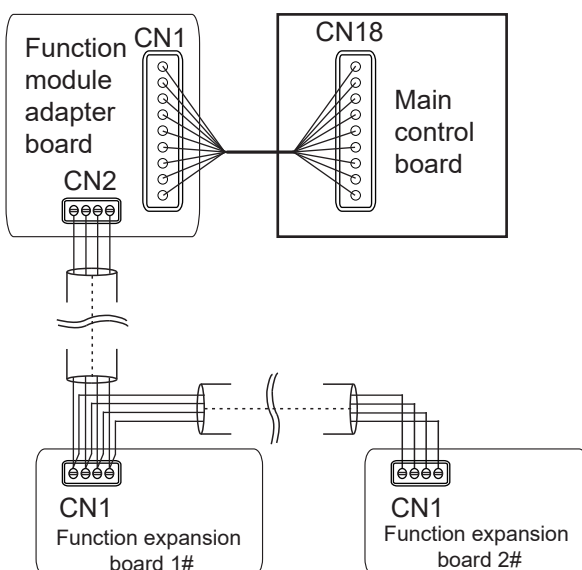 Function
module
adapter
board
CN1
CN2
CN18
Main
control
board
CN1
Function expansion
board 1#
CN1
Function expansion
board 2#